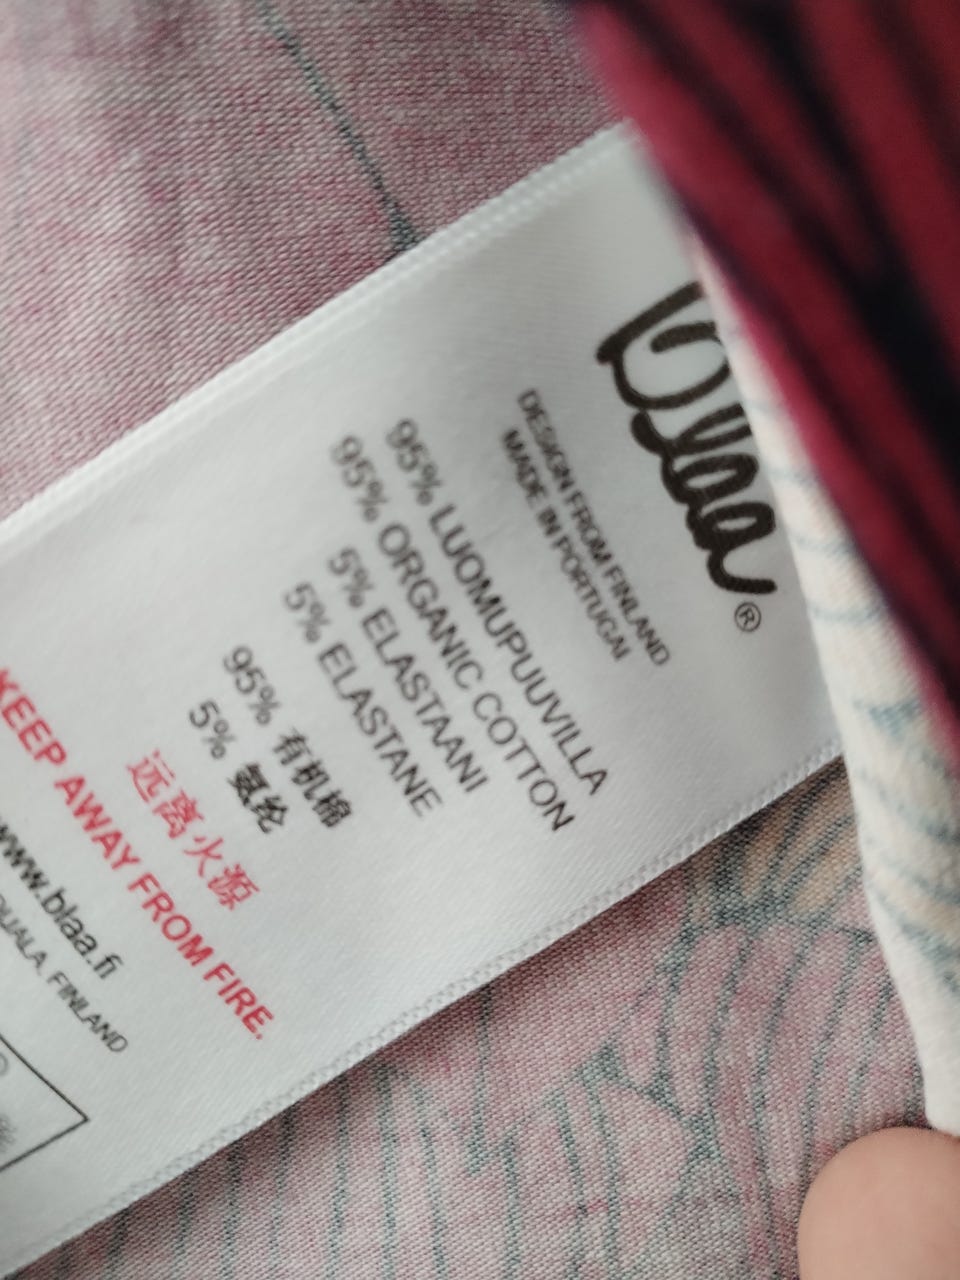 Blaa®
DESIGN FROM FINLAND
MADE IN PORTUGAL
95% LUOMUPUUVILLA
95% ORGANIC COTTON
5% ELASTAANI
5% ELASTANE
95% 有机棉
5% 氨纶
远离火源
KEEP AWAY FROM FIRE.
www.blaa.fi
FINLAND